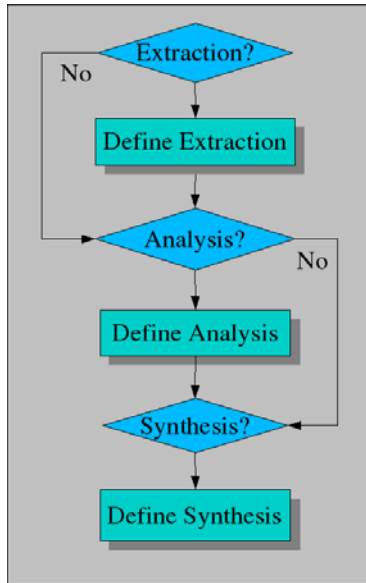 Extraction?
No
Define Extraction
Analysis?
No
Define Analysis
Synthesis?
Define Synthesis